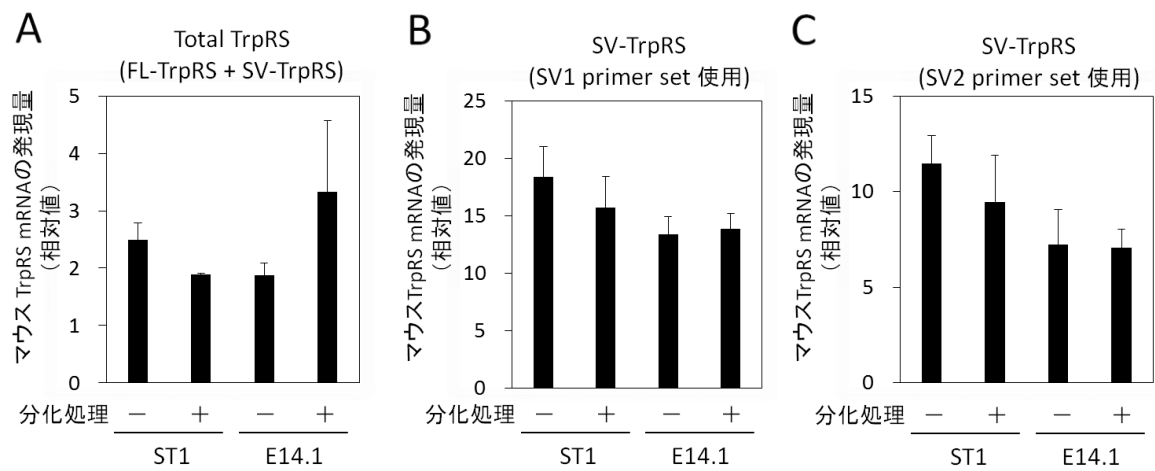 A
Total TrpRS
(FL-TrpRS + SV-TrpRS)
マウス TrpRS mRNAの発現量
(相対値)
5
4
3
2
1
0
分化処理 － ＋ － ＋
ST1 E14.1
B
SV-TrpRS
(SV1 primer set 使用)
マウスTrpRS mRNAの発現量
(相対値)
25
20
15
10
5
0
分化処理 － ＋ － ＋
ST1 E14.1
C
SV-TrpRS
(SV2 primer set 使用)
マウスTrpRS mRNAの発現量
(相対値)
15
10
5
0
分化処理 － ＋ － ＋
ST1 E14.1